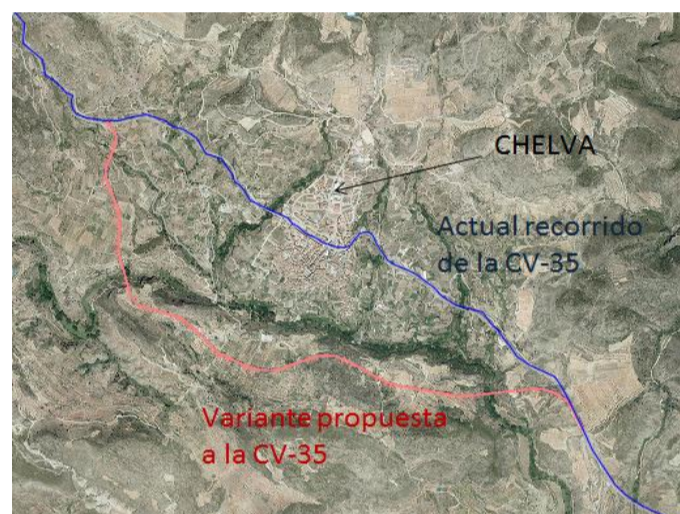 CHELVA
Actual recorrido
de la CV-35
Variante propuesta
a la CV-35